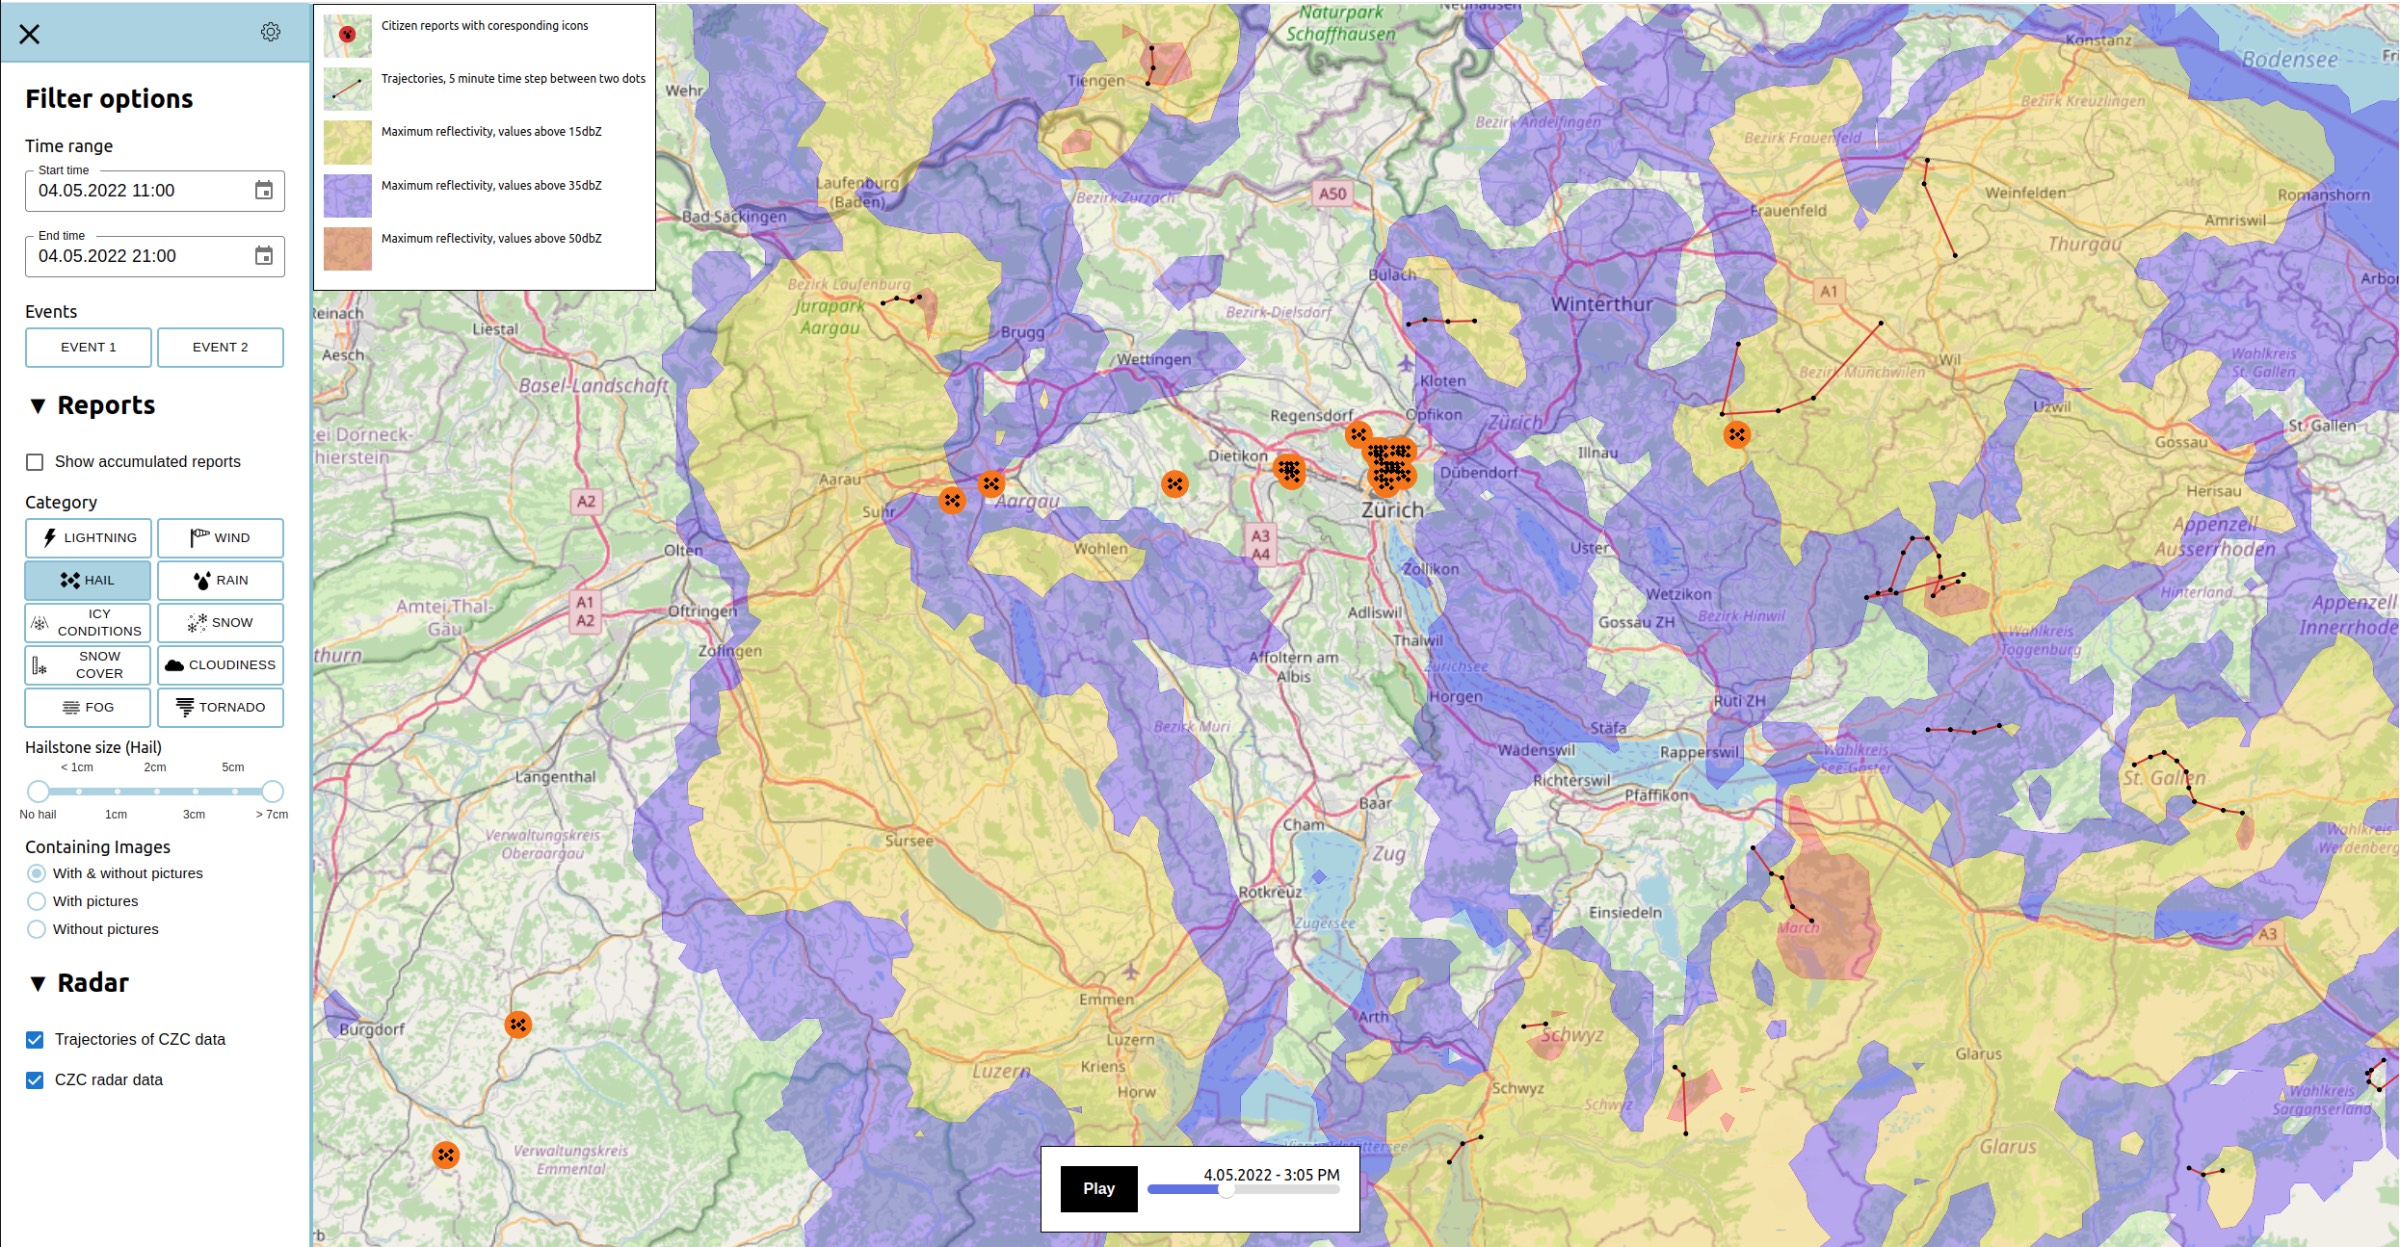 Filter options
Time range
Start time
04.05.2022 11:00
End time
04.05.2022 21:00
Events
EVENT 1
EVENT 2
▼ Reports
Show accumulated reports
Category
LIGHTNING
WIND
HAIL
RAIN
ICY
CONDITIONS
SNOW
SNOW
COVER
CLOUDINESS
FOG
TORNADO
Hailstone size (Hail)
< 1cm 2cm 5cm
No hail 1cm 3cm > 7cm
Containing Images
With & without pictures
With pictures
Without pictures
▼ Radar
Trajectories of CZC data
CZC radar data
Citizen reports with coresponding icons
Trajectories, 5 minute time step between two dots
Maximum reflectivity, values above 15dbZ
Maximum reflectivity, values above 35dbZ
Maximum reflectivity, values above 50dbZ
Naturpark
Schaffhausen
Neuhausen
Konstanz
Bodensee
Tiengen
Wehr
Bezirk Kreuzlingen
Bezirk Andelfingen
Bezirk Frauenfeld
Laufenburg
(Baden)
Bezirk Zurzach
A50
Weinfelden
Romanshorn
Bad Säckingen
Frauenfeld
Amriswil
Thurgau
Bülach
Bezirk Laufenburg
Jurapark
Aargau
A1
Winterthur
Reinach
Liestal
Bezirk-Dielsdorf
Brugg
Aesch
Wettingen
Wil
Wahlkreis
St. Gallen
Bezirk Münchwilen
Basel-Landschaft
Kloten
Regensdorf
Opfikon
Zürich
Uzwil
St. Gallen
Gossau
Dietikon
Illnau
Dübendorf
Aarau
Aargau
Suhr
A2
Zürich
Herisau
Appenzell
Ausserrhoden
A3
A4
Wohlen
Olten
Uster
Zollikon
Wetzikon
Hinterland
Amtei Thal-
Gäu
A1
A2
Oftringen
Adliswil
Gossau ZH
Bezirk Hinwil
Appenzell
Innerrhode
Thalwil
Wahlkreis
Toggenburg
Zofingen
Affoltern am
Albis
Zürichsee
Horgen
Rüti ZH
Bezirk Muri
Stäfa
Wädenswil
Rapperswil
Wahlkreis
See-Gaster
Langenthal
Richterswil
Pfäffikon
St. Gallen
Baar
Cham
Verwaltungskreis
Oberaargau
Sursee
Zug
Wahlkreis
Werdenberg
Rotkreuz
Einsiedeln
Zugersee
March
A3
Emmen
Arth
Burgdorf
Schwyz
Luzern
Glarus
Luzern
Kriens
Horw
Schwyz
Schwyz
Wahlkreis
Sarganserland
Verwaltungskreis
Emmental
Vierwaldstättersee
Glarus
Play
4.05.2022 - 3:05 PM